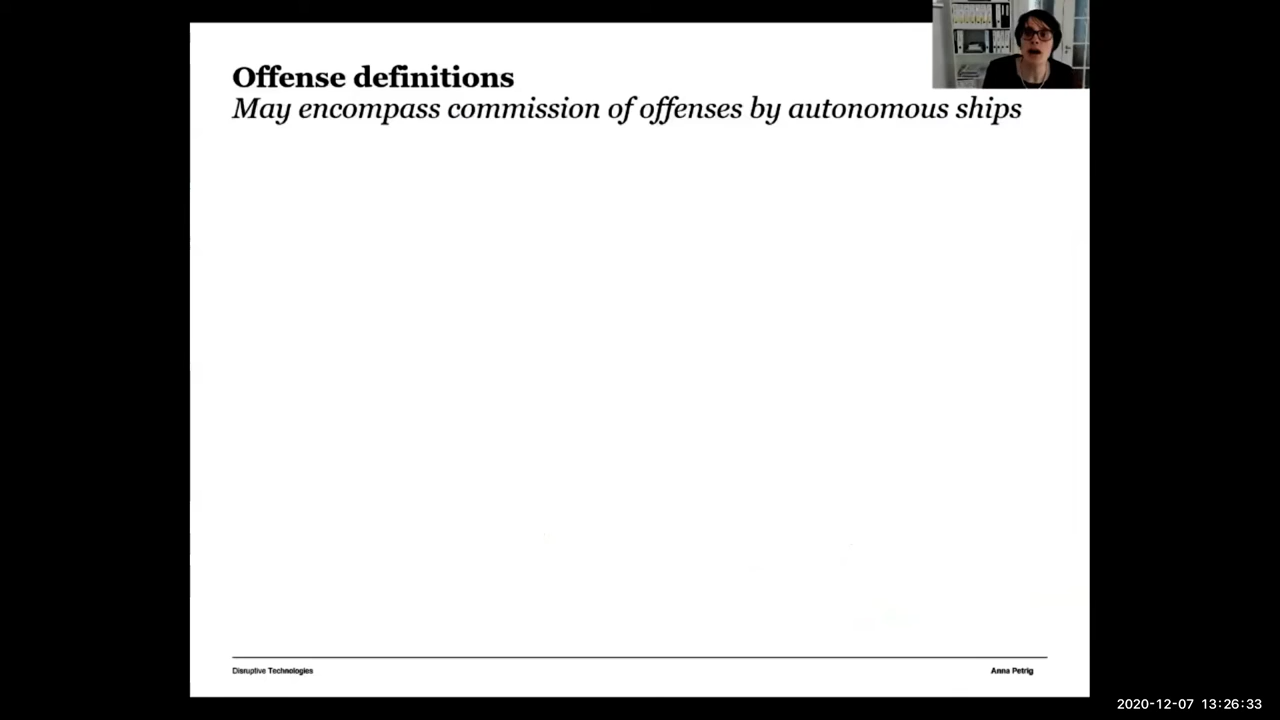 Offense definitions
May encompass commission of offenses by autonomous ships
Disruptive Technologies
Anna Petrig
2020-12-07 13:26:33